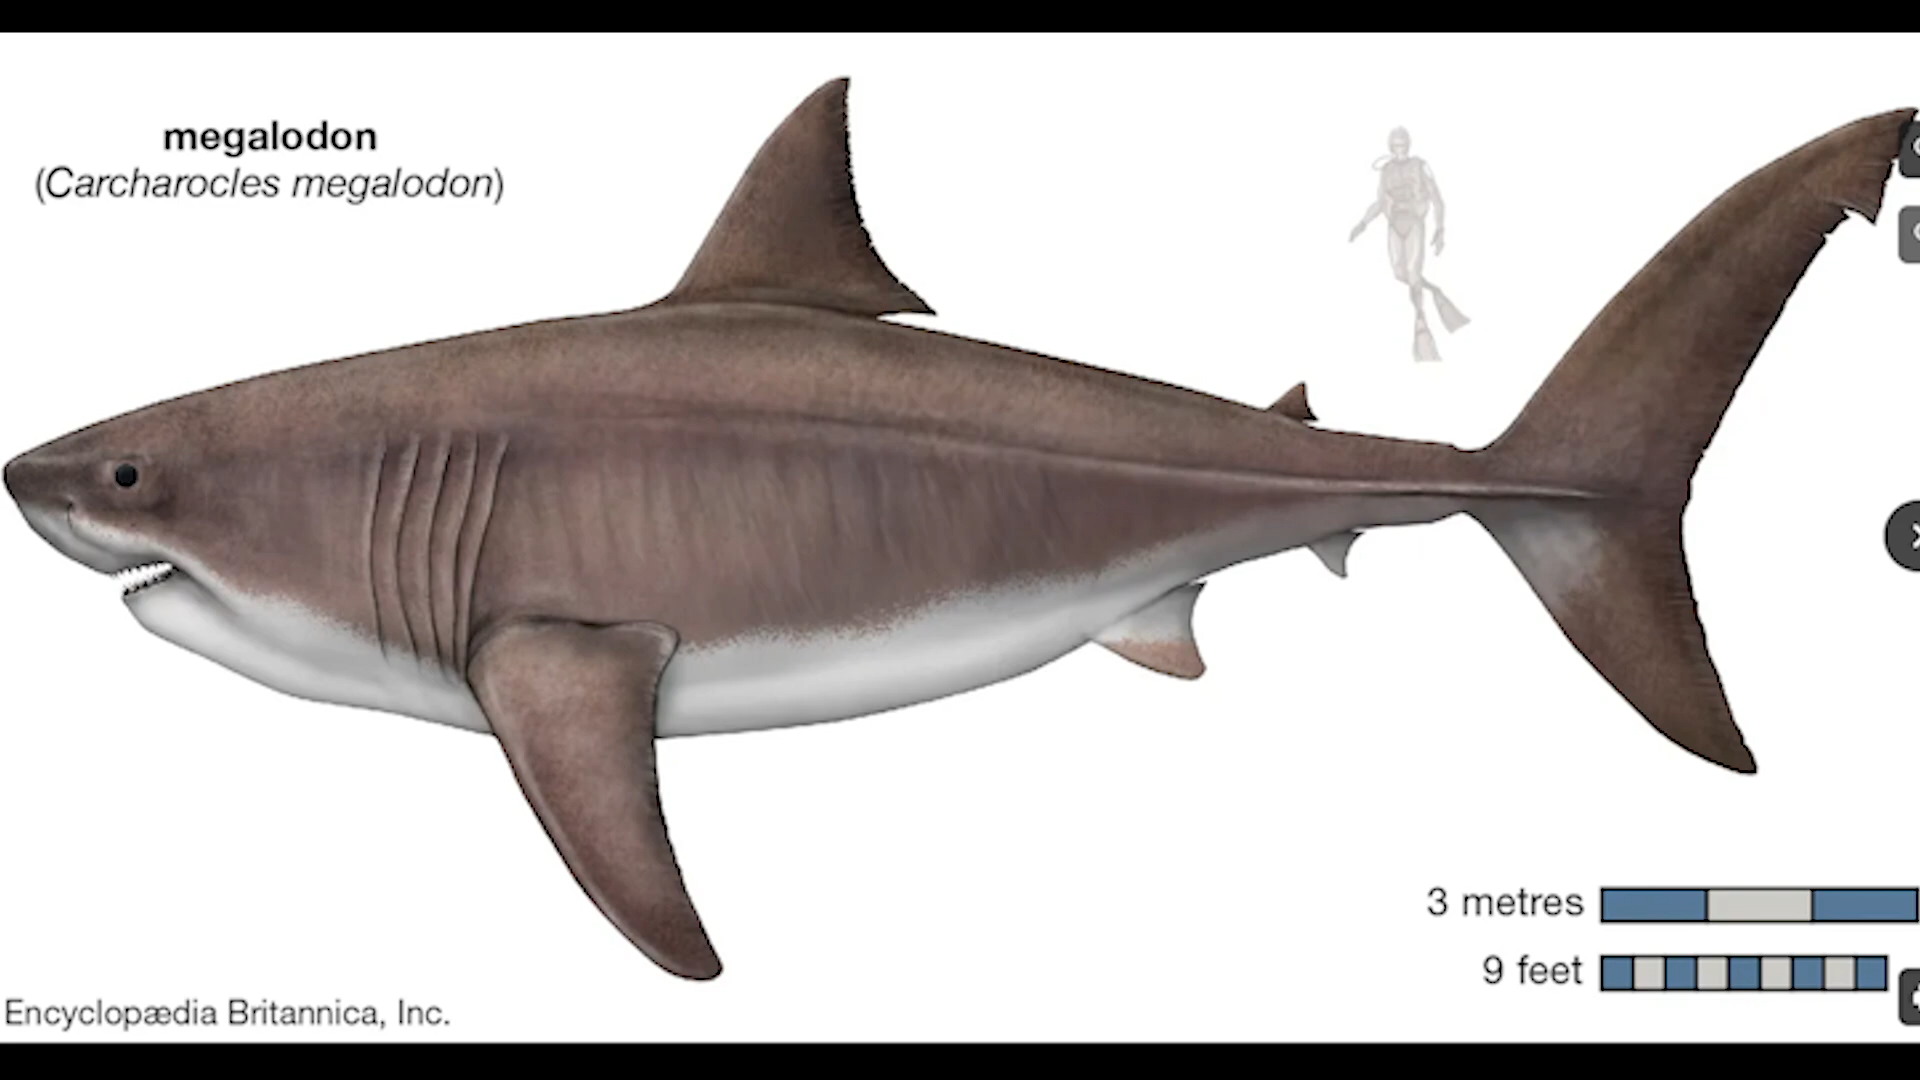 megalodon
(Carcharocles megalodon)
3 metres
9 feet
Encyclopædia Britannica, Inc.